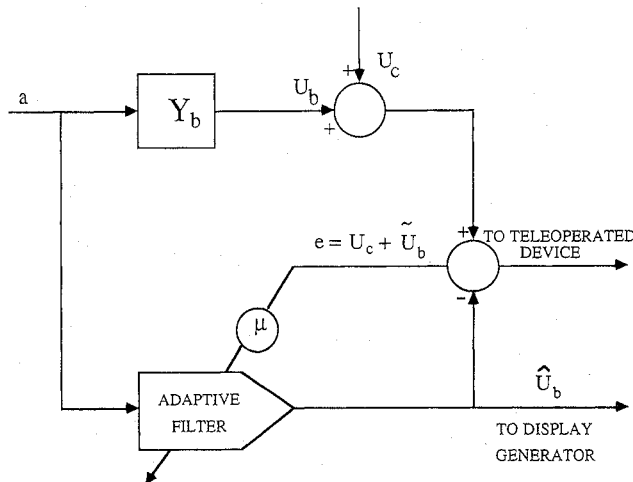 U_c
+
a
Y_b
U_b
+
e = U_c + Ũ_b
+
TO TELEOPERATED
DEVICE
-
μ
ADAPTIVE
FILTER
Û_b
TO DISPLAY
GENERATOR